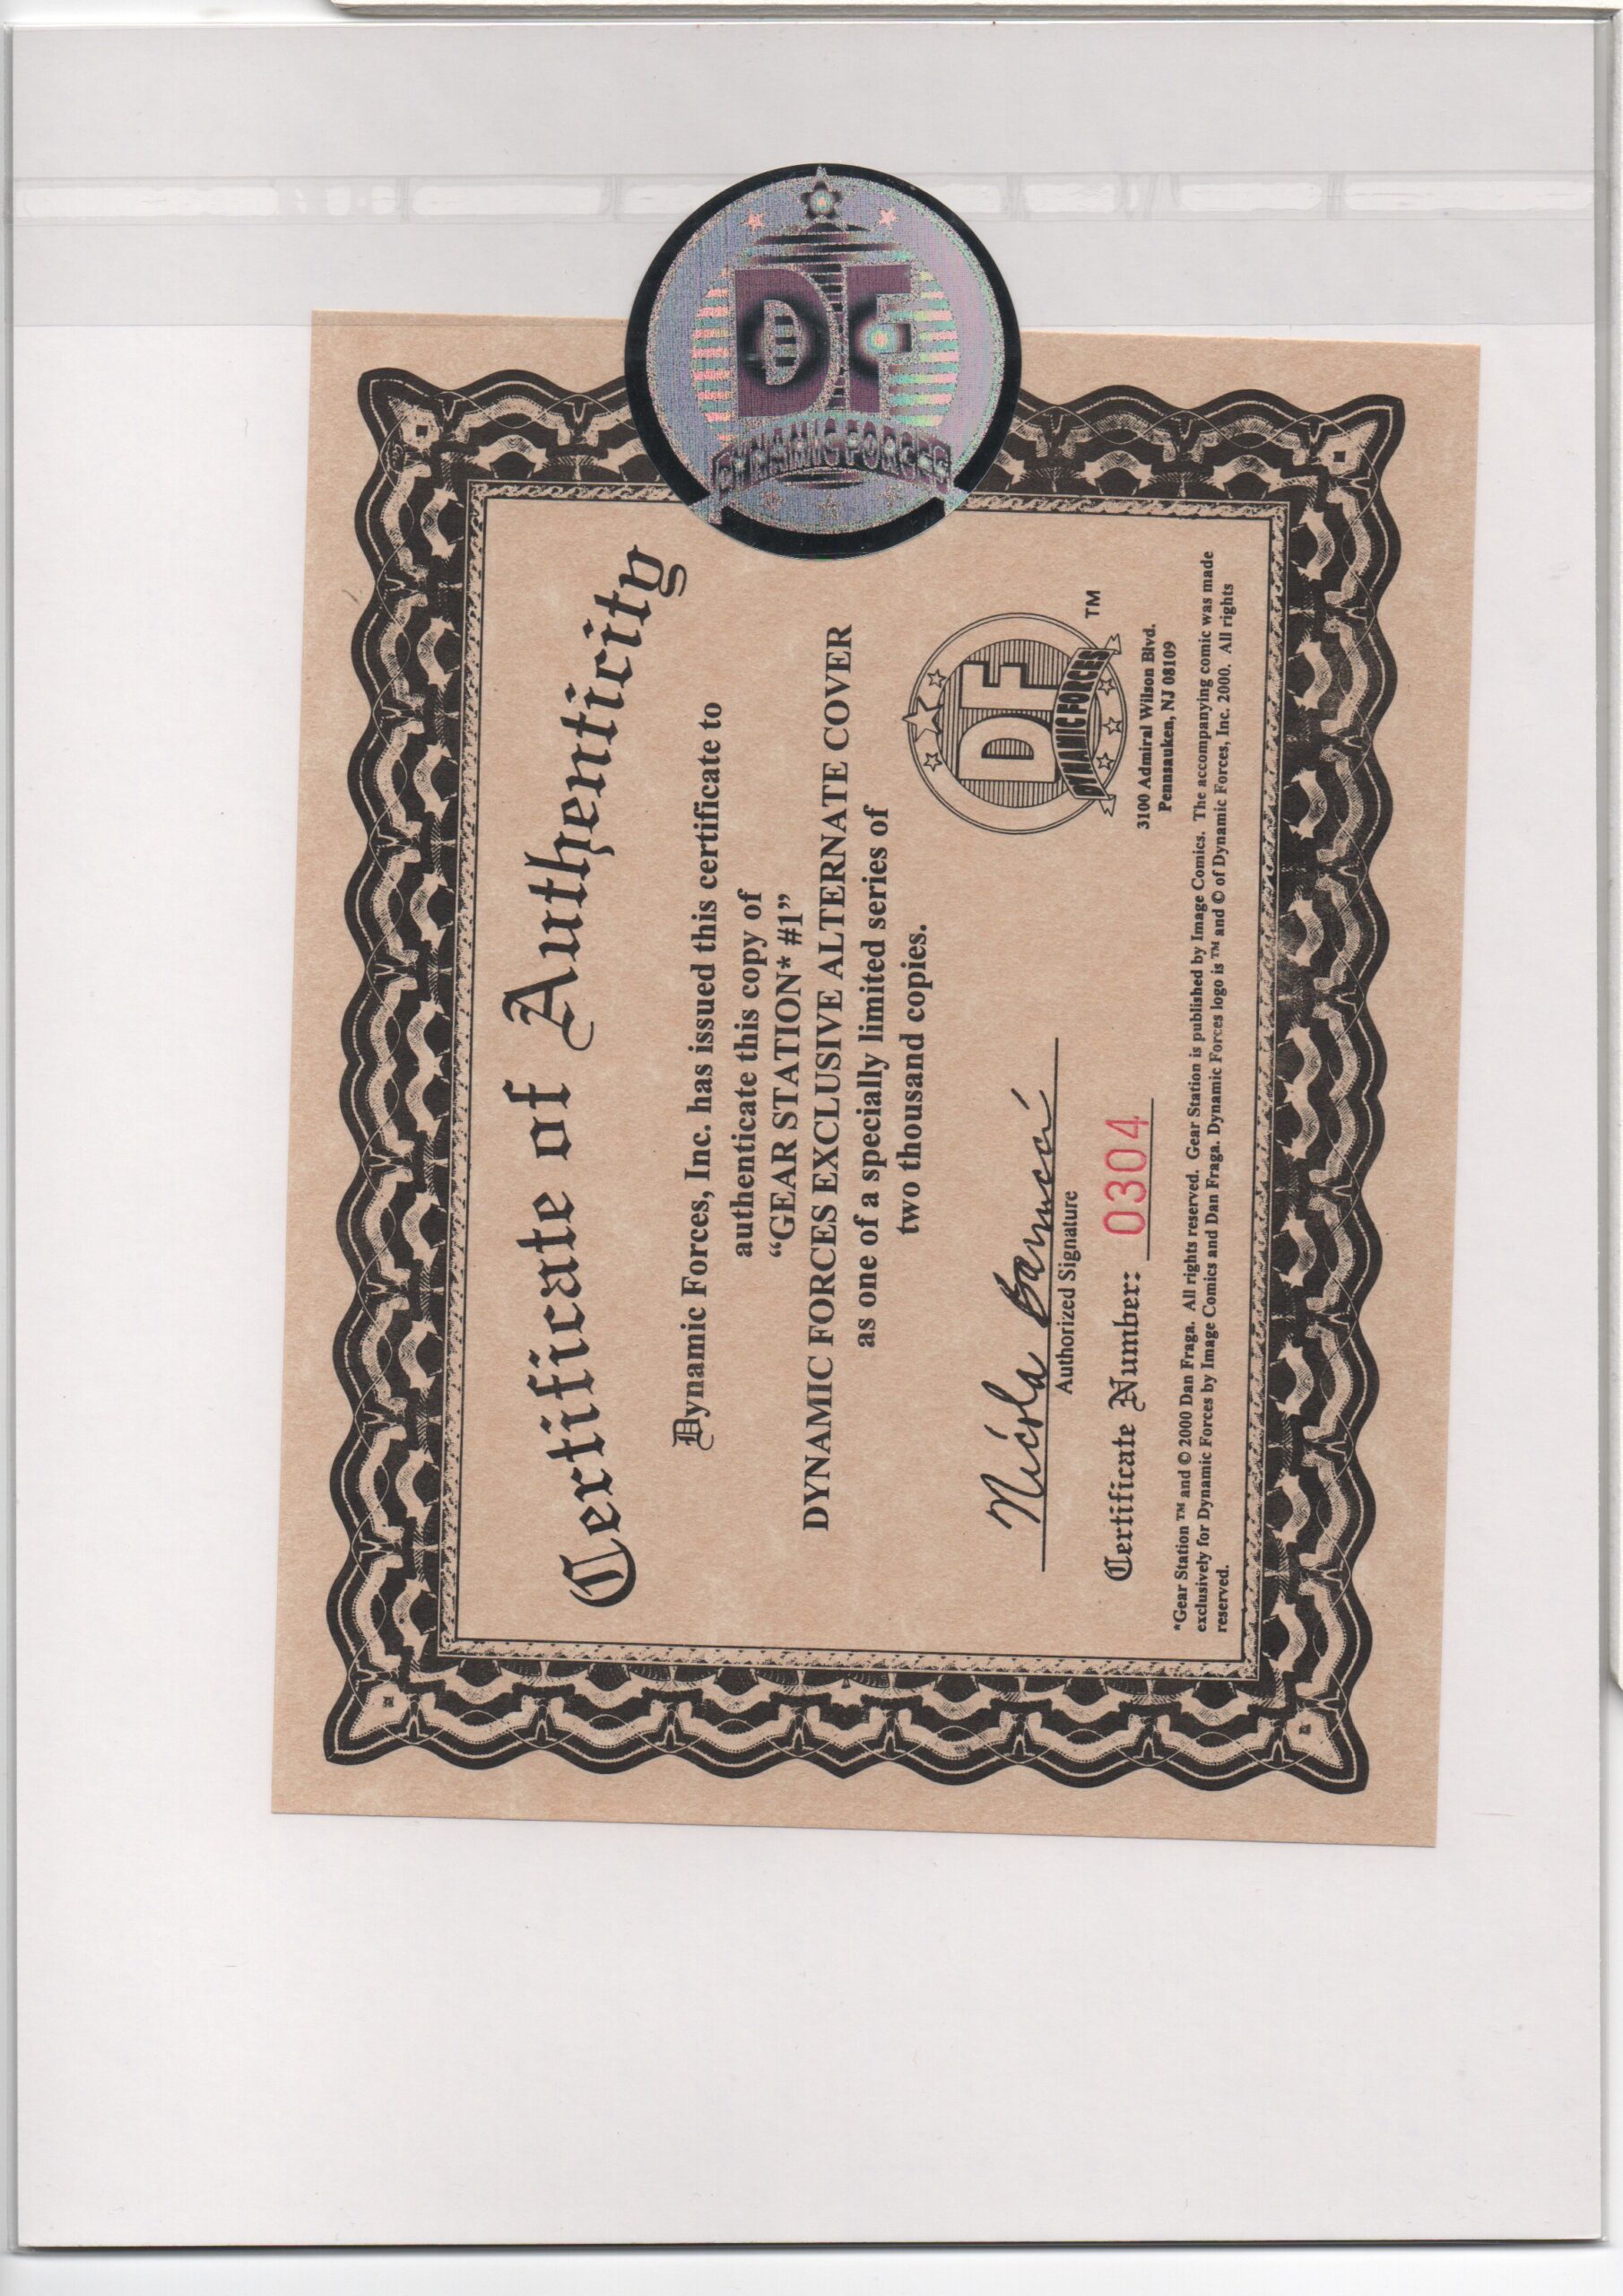 Certificate of Authenticity
Dynamic Forces, Inc. has issued this certificate to
authenticate this copy of
“GEAR STATION* #1”
DYNAMIC FORCES EXCLUSIVE ALTERNATE COVER
as one of a specially limited series of
two thousand copies.
Nicola Barrucci
Authorized Signature
Certificate Number: 0304
DF
DYNAMIC FORCES
TM
3100 Admiral Wilson Blvd.
Pennsauken, NJ 08109
*Gear Station ™ and © 2000 Dan Fraga. All rights reserved. Gear Station is published by Image Comics. The accompanying comic was made
exclusively for Dynamic Forces by Image Comics and Dan Fraga. Dynamic Forces logo is ™ and © of Dynamic Forces, Inc. 2000. All rights
reserved.
DF
DYNAMIC FORCES